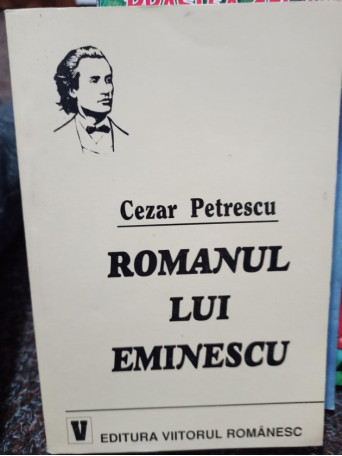 Cezar Petrescu
ROMANUL
LUI
EMINESCU
V EDITURA VIITORUL ROMÂNESC